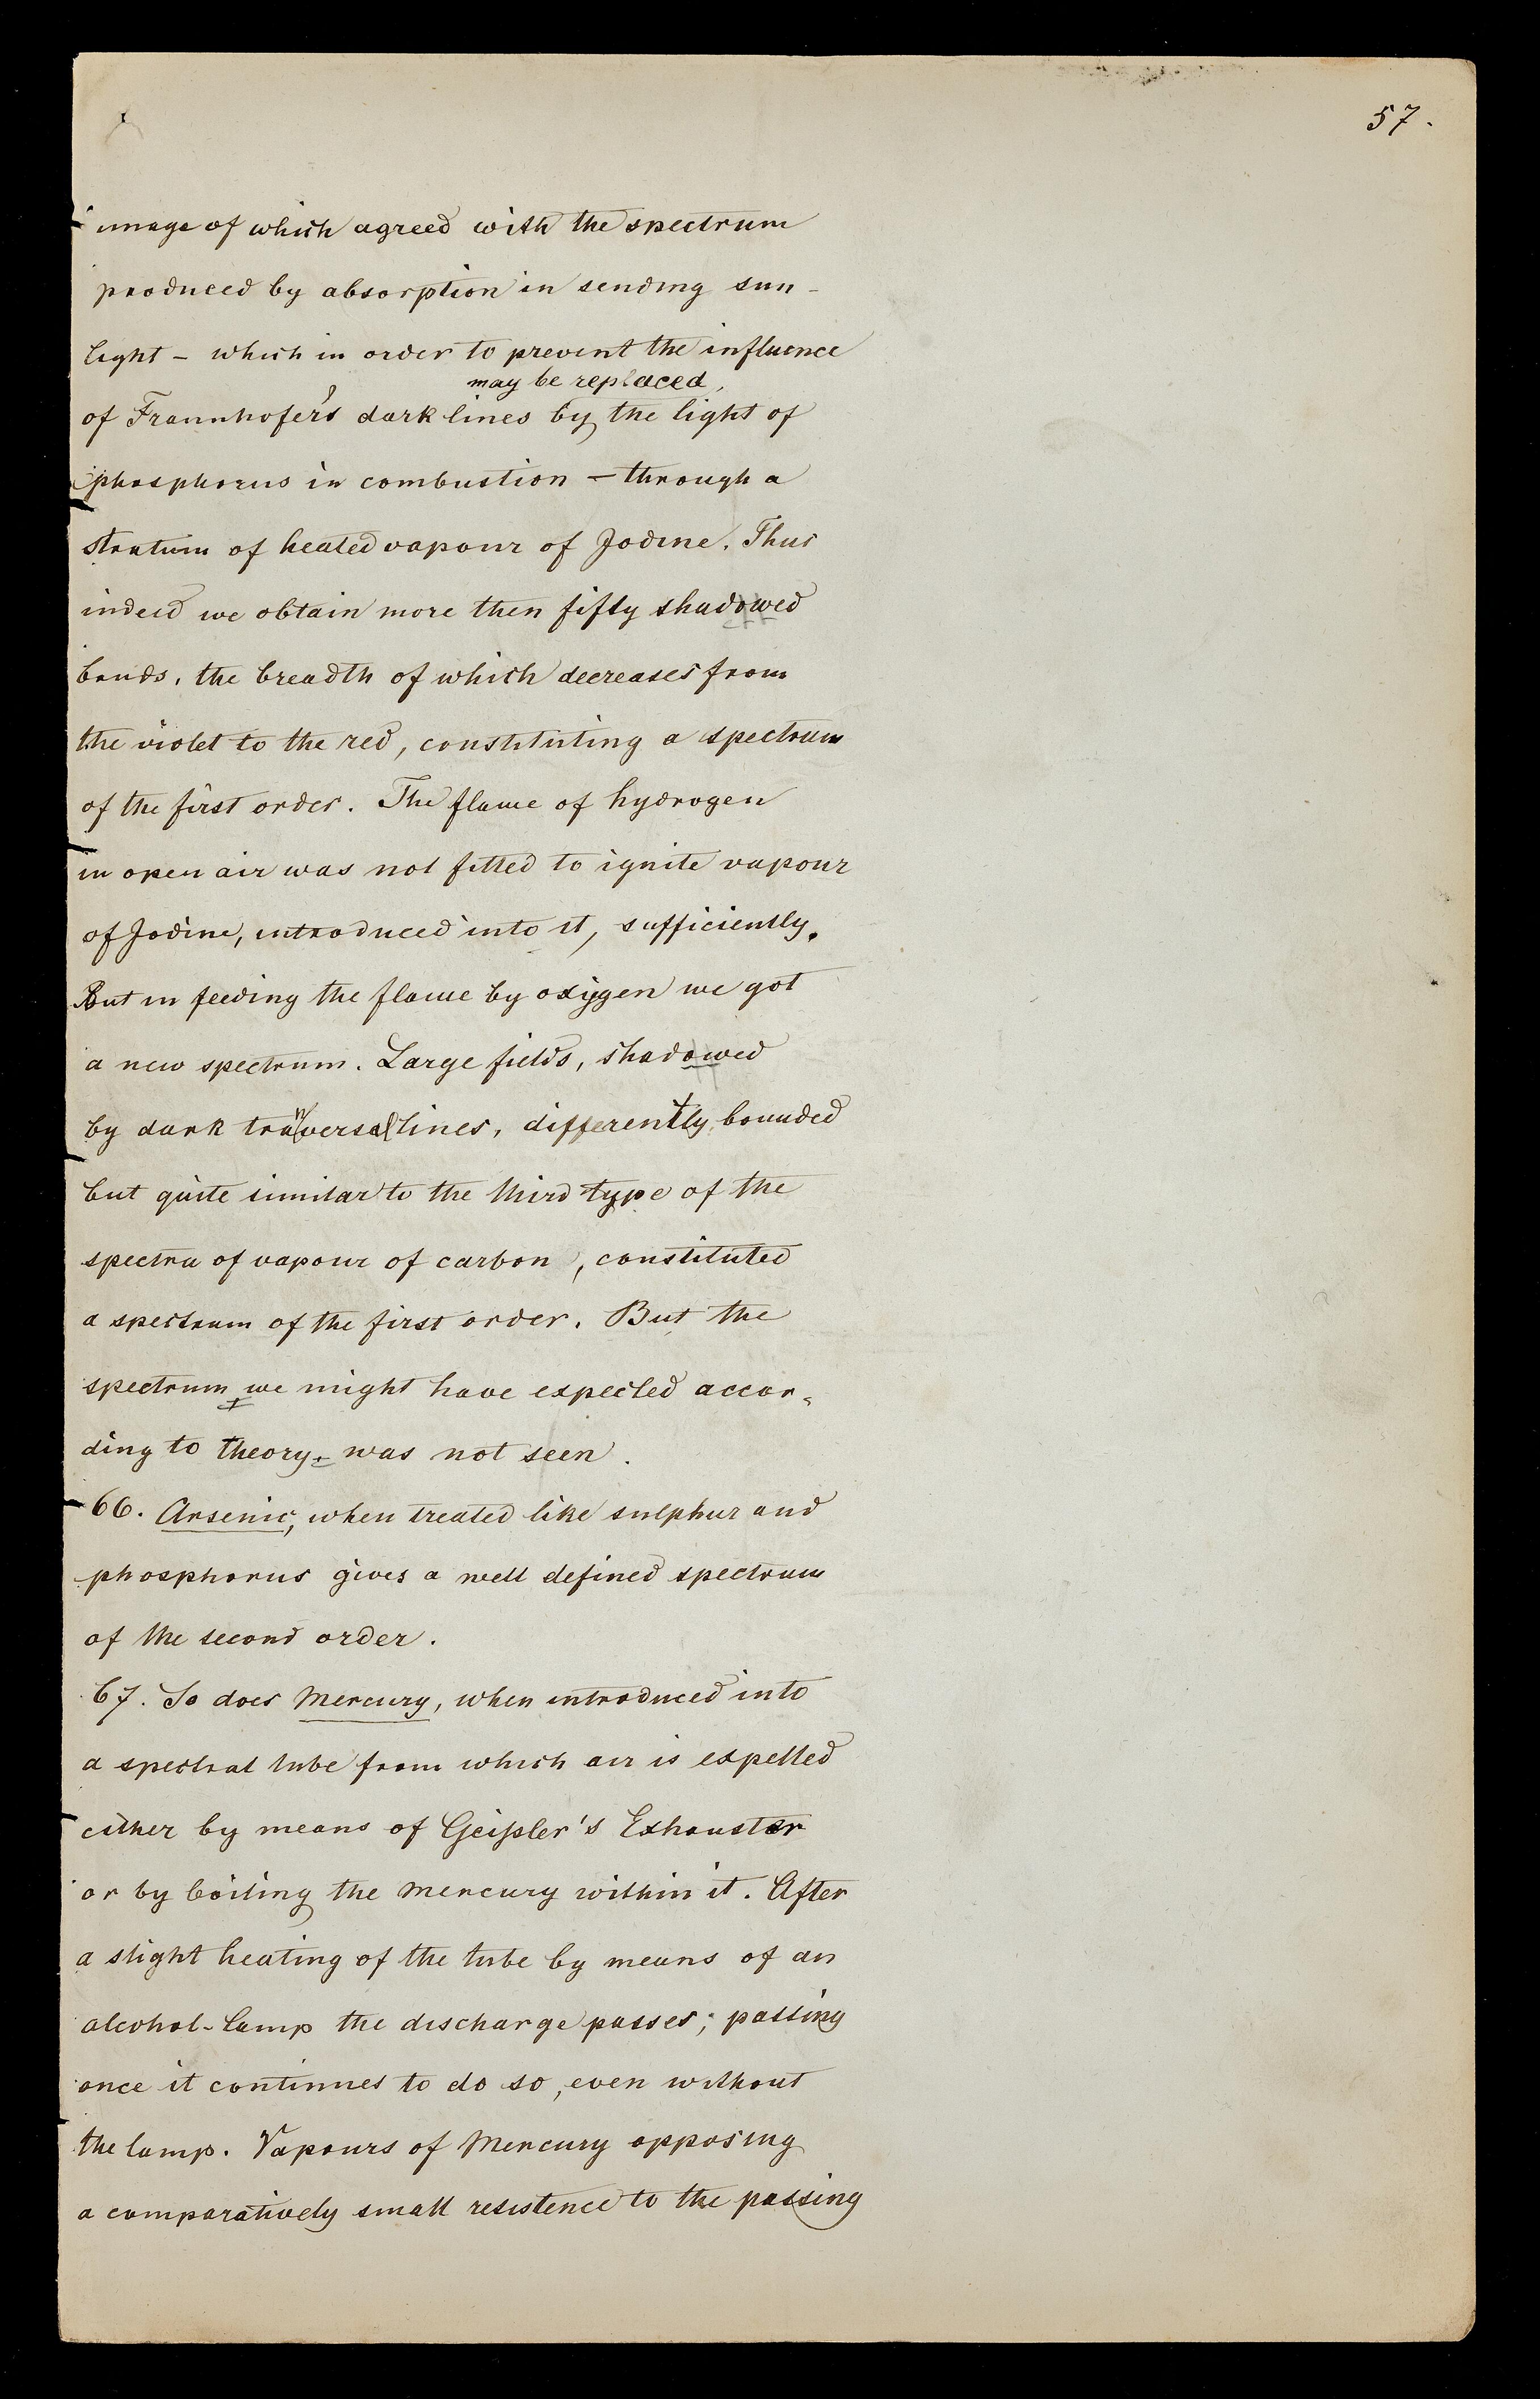 57.
image of which agreed with the spectrum
produced by absorption in sending sun-
light – which in order to prevent the influence
may be replaced,
of Fraunhofer's dark lines by the light of
phosphorus in combustion – through a
stratum of heated vapour of Jodine. Thus
indeed we obtain more then fifty shadowed
bands, the breadth of which decreases from
the violet to the red, constituting a spectrum
of the first order. The flame of hydrogen
in open air was not fitted to ignite vapour
of Jodine, introduced into it, sufficiently.
But in feeding the flame by oxygen we got
a new spectrum. Large fields, shadowed
by dark tranversal lines, differently bounded
but quite similar to the third type of the
spectra of vapour of carbon, constituted
a spectrum of the first order. But the
spectrum, we might have expected accor-
ding to theory, was not seen.
66. Arsenic, when treated like sulphur and
phosphorus gives a well defined spectrum
of the second order.
67. So does Mercury, when introduced into
a spectral tube from which air is expelled
either by means of Geißler's Exhauster
or by boiling the mercury within it. After
a slight heating of the tube by means of an
alcohol-lamp the discharge passes; passing
once it continues to do so, even without
the lamp. Vapours of Mercury opposing
a comparatively small resistence to the passing